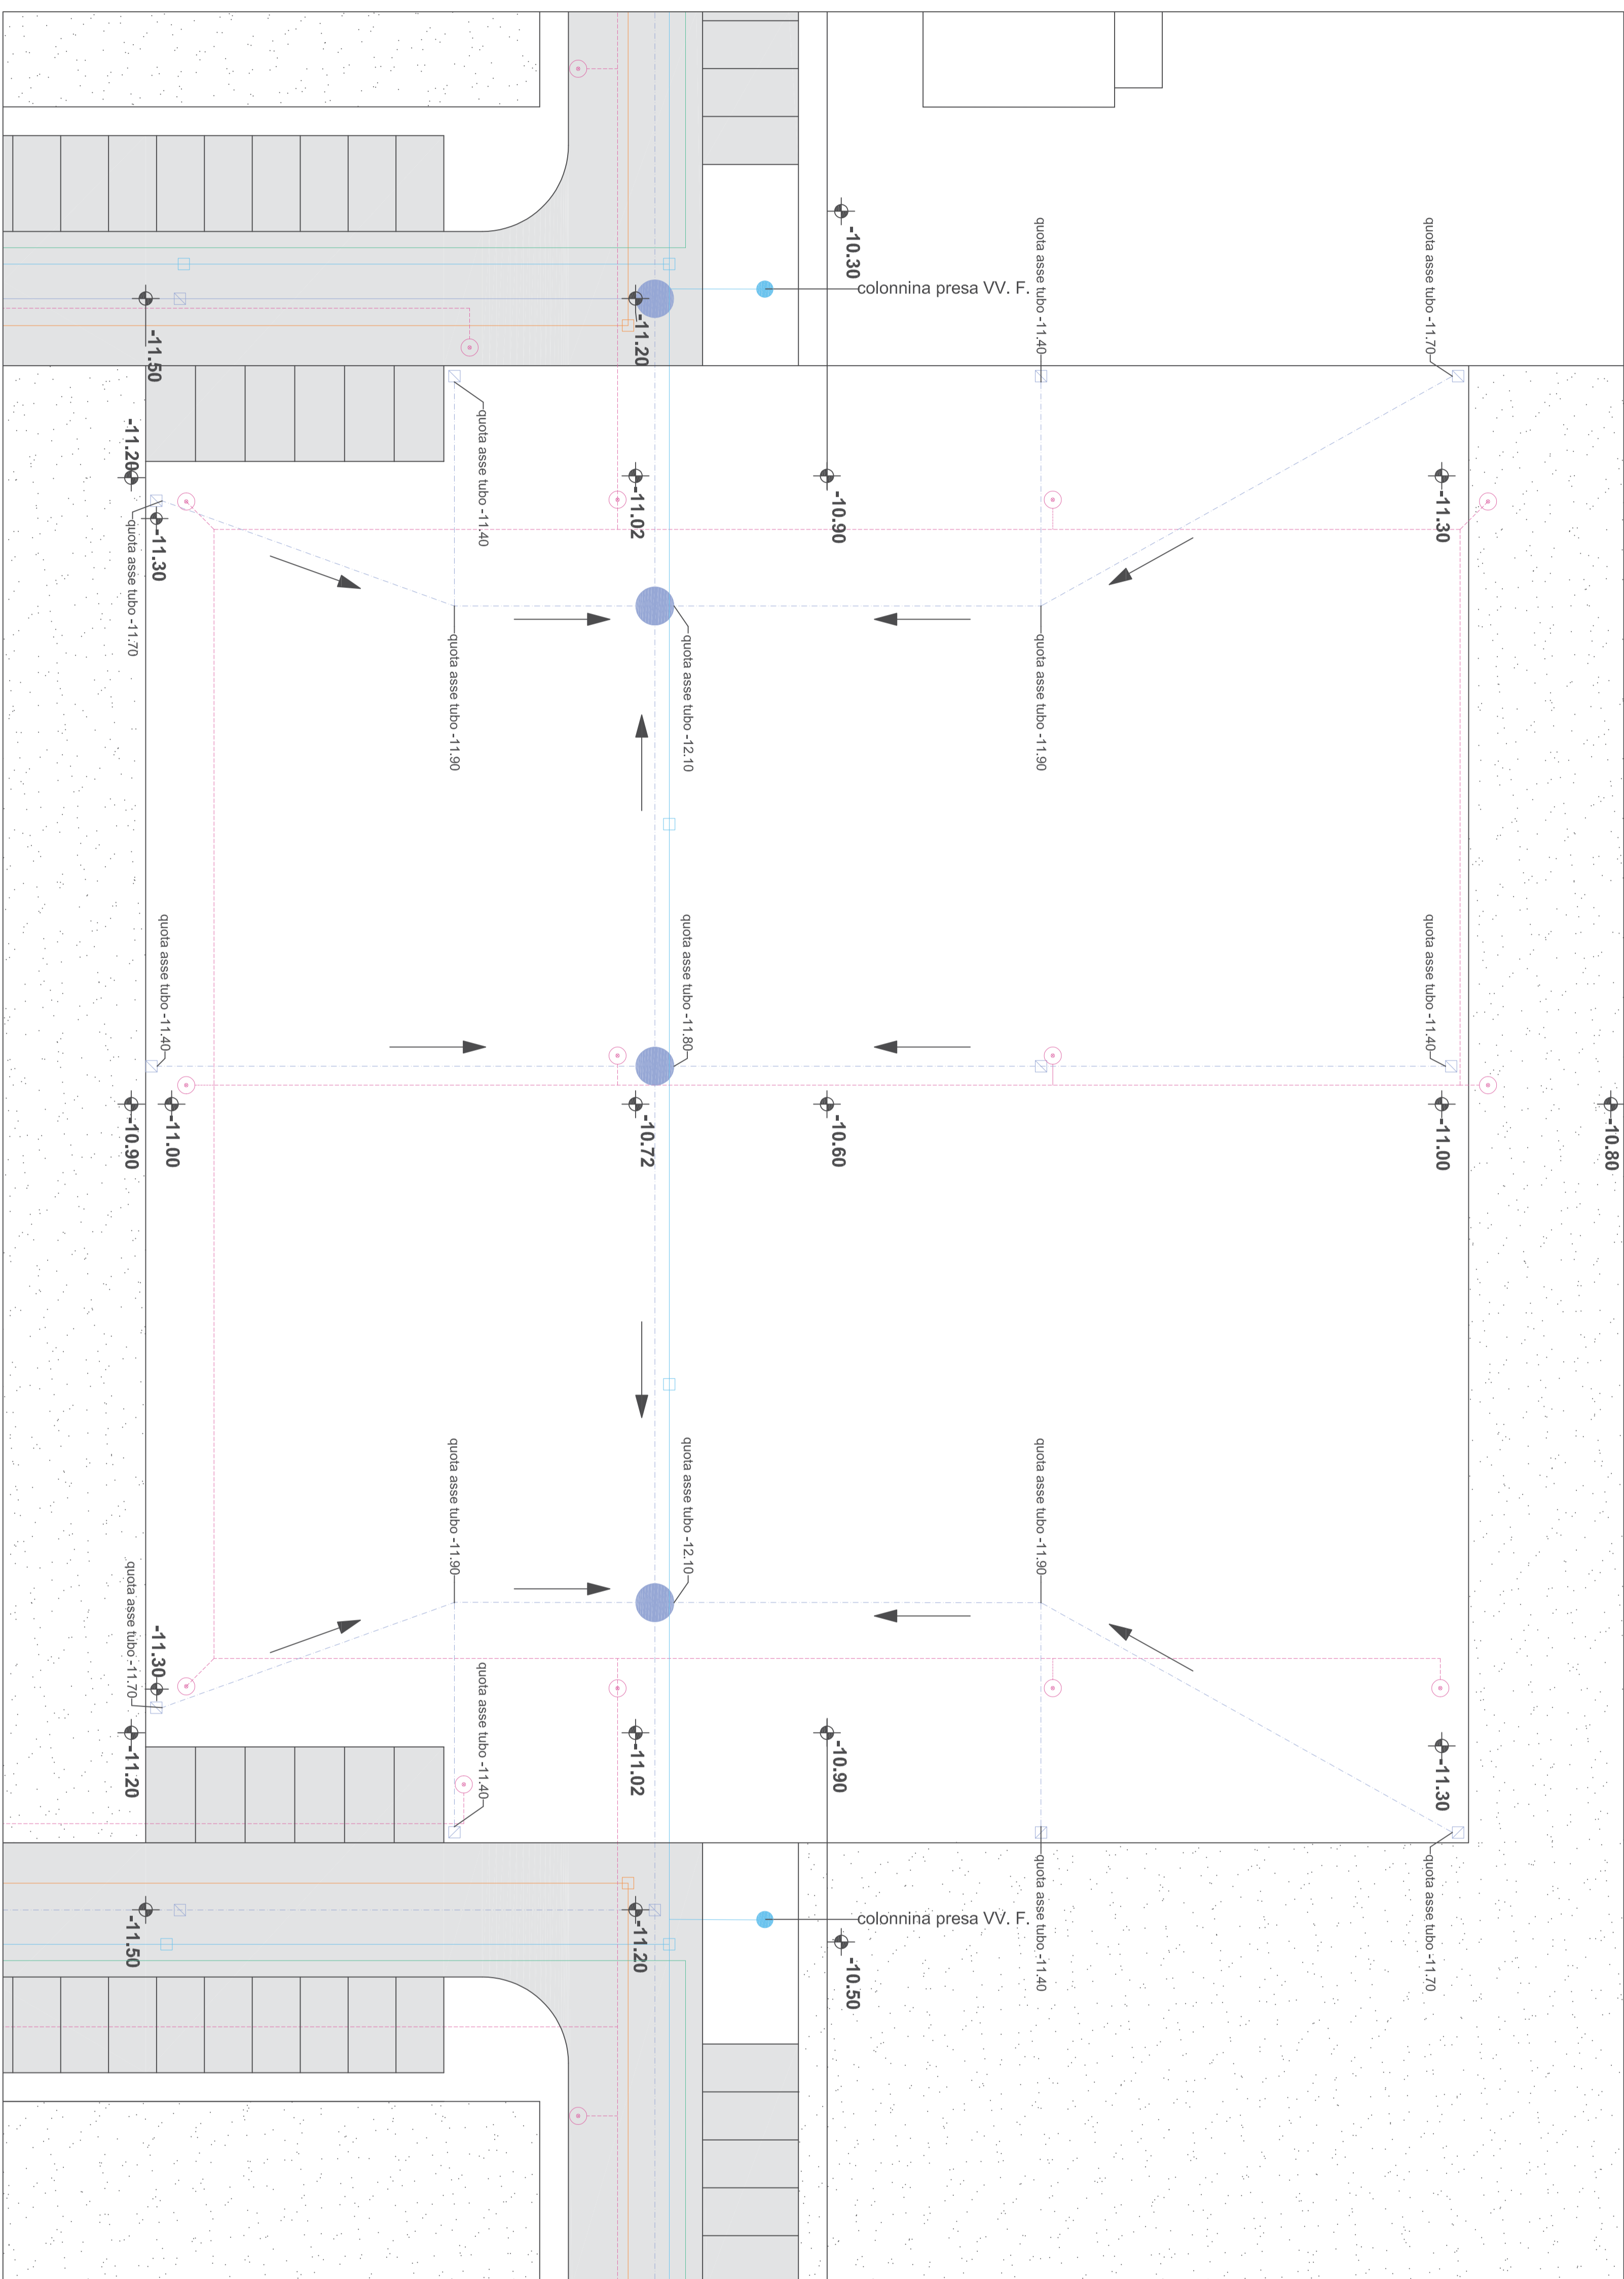 -10.30
quota asse tubo -11.40
quota asse tubo -11.70
colonnina presa VV. F.
-11.50
-11.20
-11.20
quota asse tubo -11.40
-11.02
-10.90
-11.30
-11.30
quota asse tubo -11.70
quota asse tubo -11.90
quota asse tubo -12.10
quota asse tubo -11.90
quota asse tubo -11.40
quota asse tubo -11.80
quota asse tubo -11.40
-10.90
-11.00
-10.72
-10.60
-11.00
-10.80
quota asse tubo -11.90
quota asse tubo -12.10
quota asse tubo -11.90
quota asse tubo -11.70
-11.30
quota asse tubo -11.40
-11.20
-11.02
-10.90
-11.30
quota asse tubo -11.40
quota asse tubo -11.70
colonnina presa VV. F.
-11.50
-11.20
-10.50